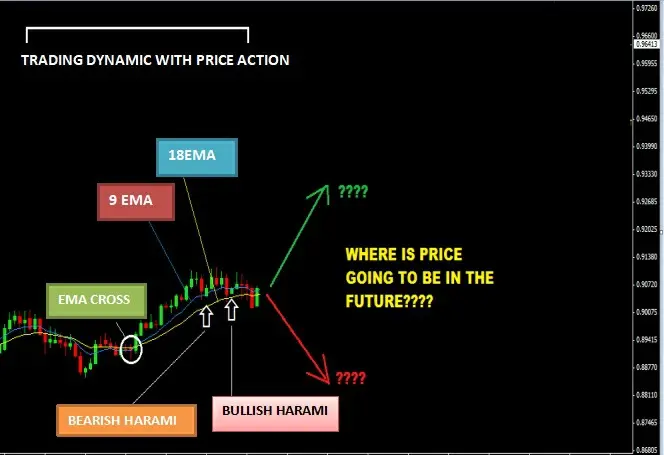 TRADING DYNAMIC WITH PRICE ACTION
18EMA
9 EMA
EMA CROSS
BEARISH HARAMI
BULLISH HARAMI
????
WHERE IS PRICE
GOING TO BE IN THE
FUTURE????
????
0.97260
0.96600
0.96413
0.95955
0.95295
0.94650
0.93990
0.93330
0.92685
0.92025
0.91380
0.90720
0.90075
0.89415
0.88770
0.88110
0.87465
0.86805